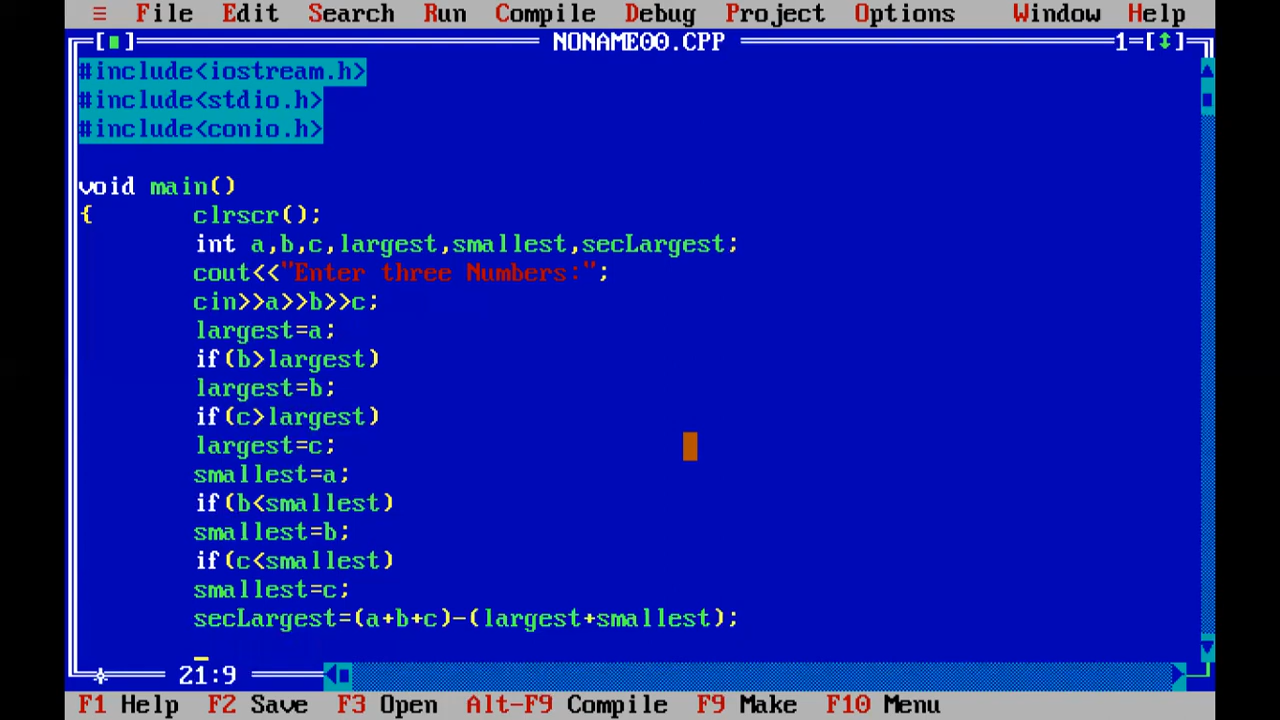 ≡ File Edit Search Run Compile Debug Project Options Window Help
[■] NONAME00.CPP 1=[↕]
#include<iostream.h>
#include<stdio.h>
#include<conio.h>
void main()
{ clrscr();
int a,b,c,largest,smallest,secLargest;
cout<<"Enter three Numbers:";
cin>>a>>b>>c;
largest=a;
if(b>largest)
largest=b;
if(c>largest)
largest=c;
smallest=a;
if(b<smallest)
smallest=b;
if(c<smallest)
smallest=c;
secLargest=(a+b+c)-(largest+smallest);
21:9
F1 Help F2 Save F3 Open Alt-F9 Compile F9 Make F10 Menu